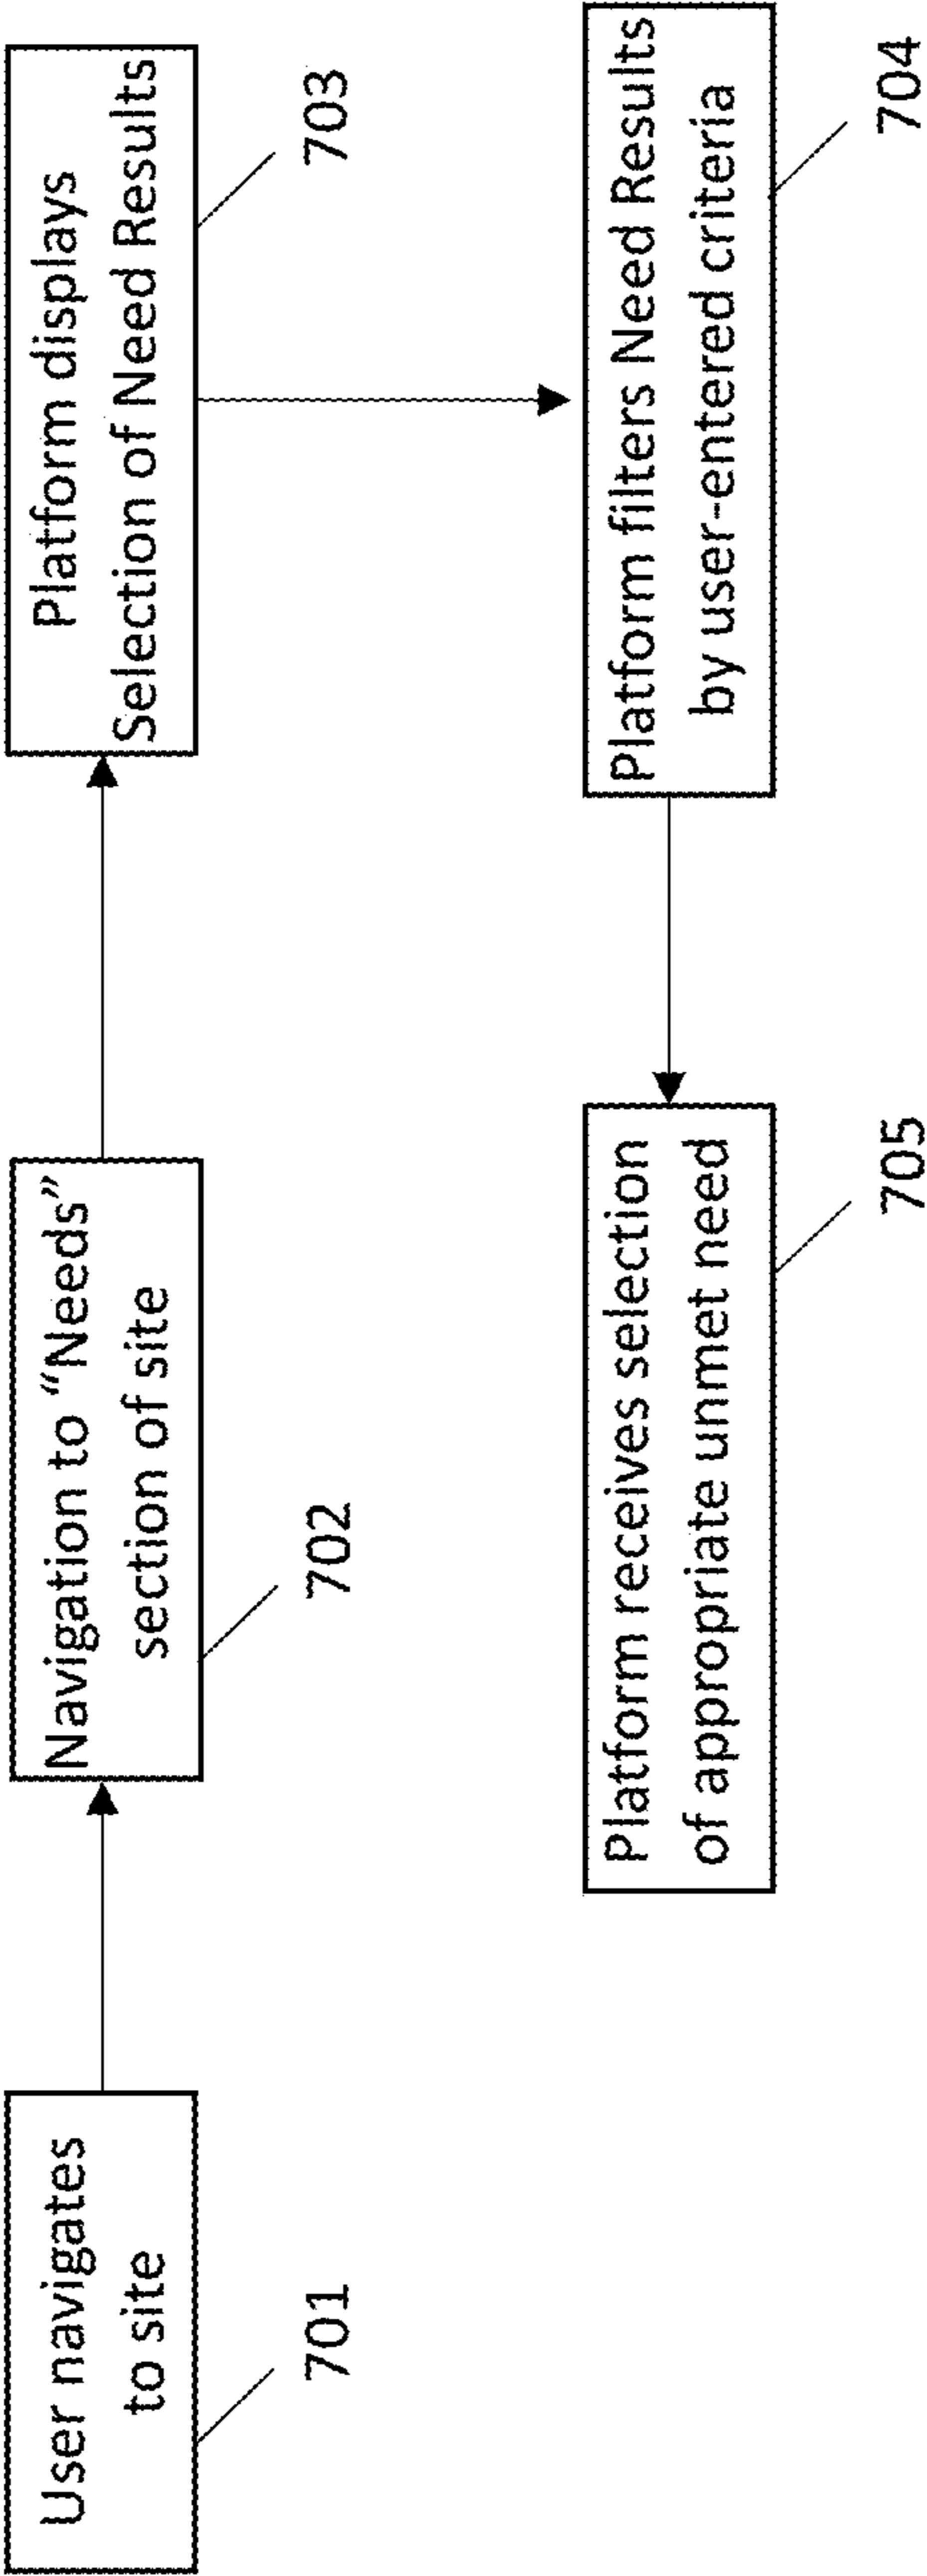 User navigates
to site
701
Navigation to “Needs”
section of site
702
Platform displays
Selection of Need Results
703
Platform filters Need Results
by user-entered criteria
704
Platform receives selection
of appropriate unmet need
705